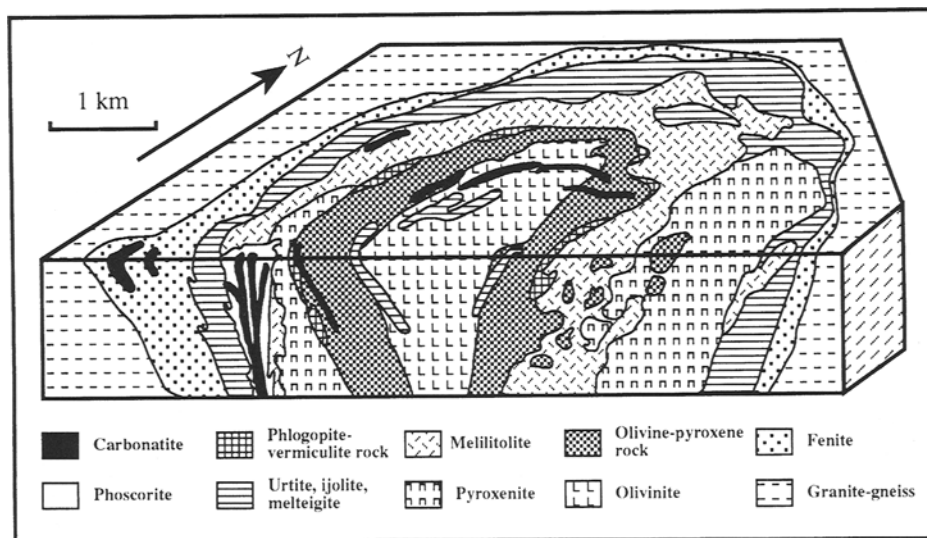 N
1 km
Carbonatite
Phlogopite-
vermiculite rock
Melilitolite
Olivine-pyroxene
rock
Fenite
Phoscorite
Urtite, ijolite,
melteigite
Pyroxenite
Olivinite
Granite-gneiss